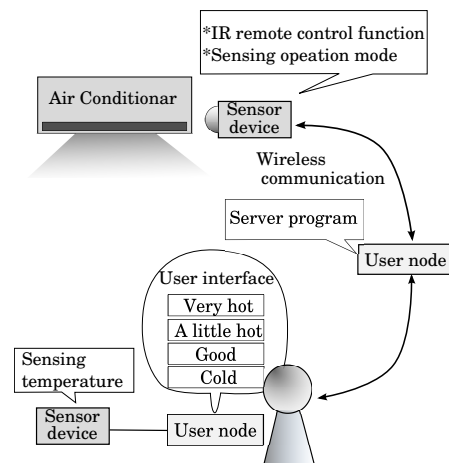 *IR remote control function
*Sensing opeation mode
Air Conditionar
Sensor
device
Wireless
communication
Server program
User node
User interface
Very hot
A little hot
Good
Cold
Sensing
temperature
Sensor
device
User node